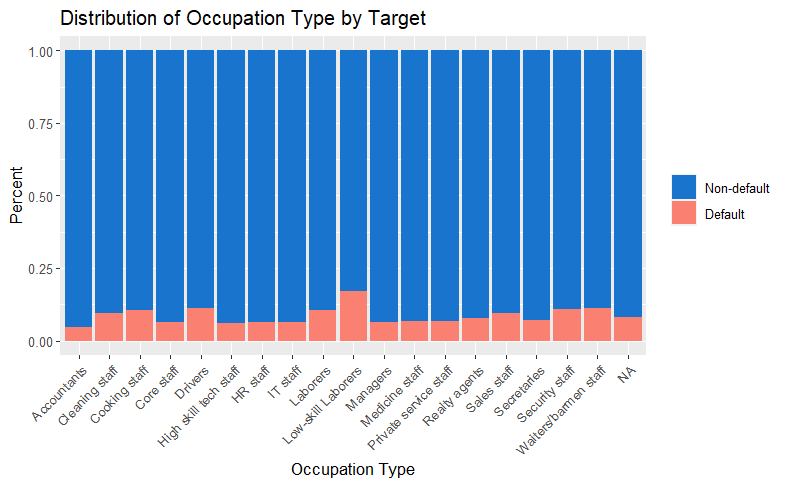 Distribution of Occupation Type by Target
Percent
1.00
0.75
0.50
0.25
0.00
Accountants
Cleaning staff
Cooking staff
Core staff
Drivers
High skill tech staff
HR staff
IT staff
Laborers
Low-skill Laborers
Managers
Medicine staff
Private service staff
Realty agents
Sales staff
Secretaries
Security staff
Waiters/barmen staff
NA
Occupation Type
Non-default
Default